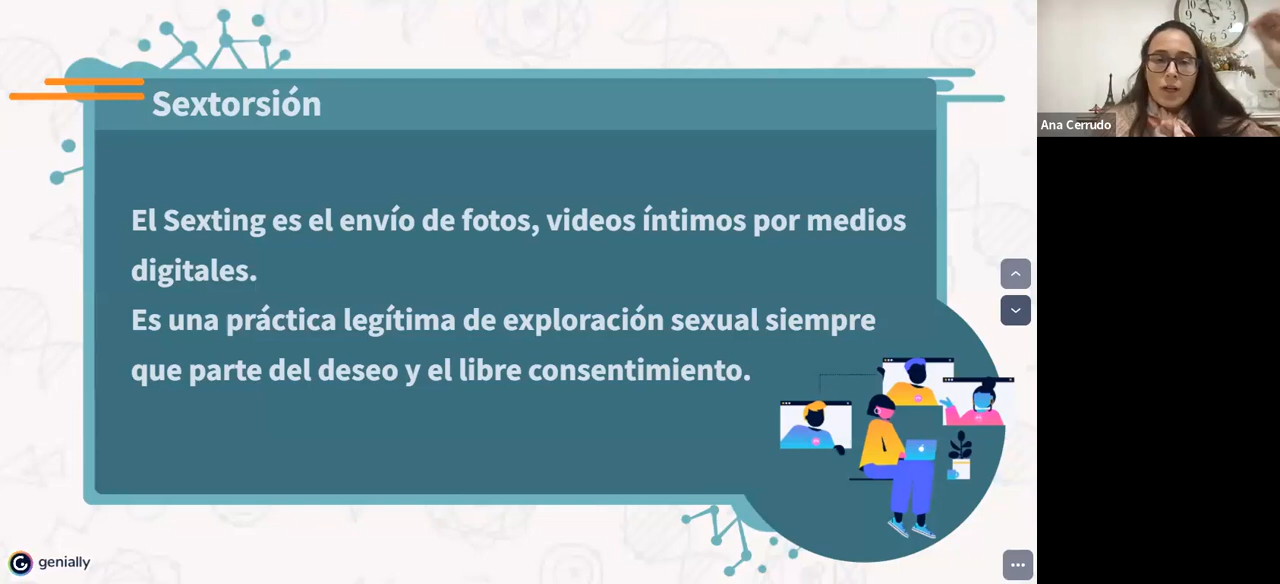 Sextorsión
El Sexting es el envío de fotos, videos íntimos por medios
digitales.
Es una práctica legítima de exploración sexual siempre
que parte del deseo y el libre consentimiento.
Ana Cerrudo
genially